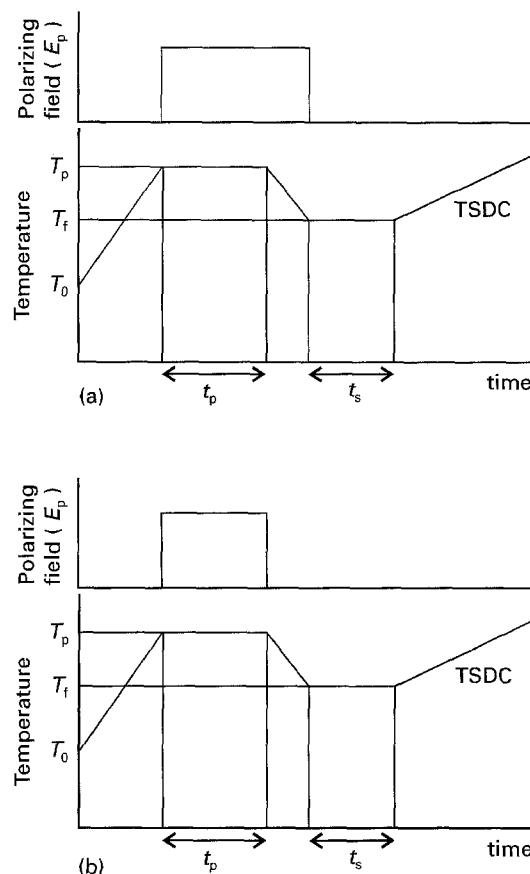 Polarizing
field (Ep)
Tp
Tf
T0
Temperature
TSDC
(a)
tp
ts
time
Polarizing
field (Ep)
Tp
Tf
T0
Temperature
TSDC
(b)
tp
ts
time